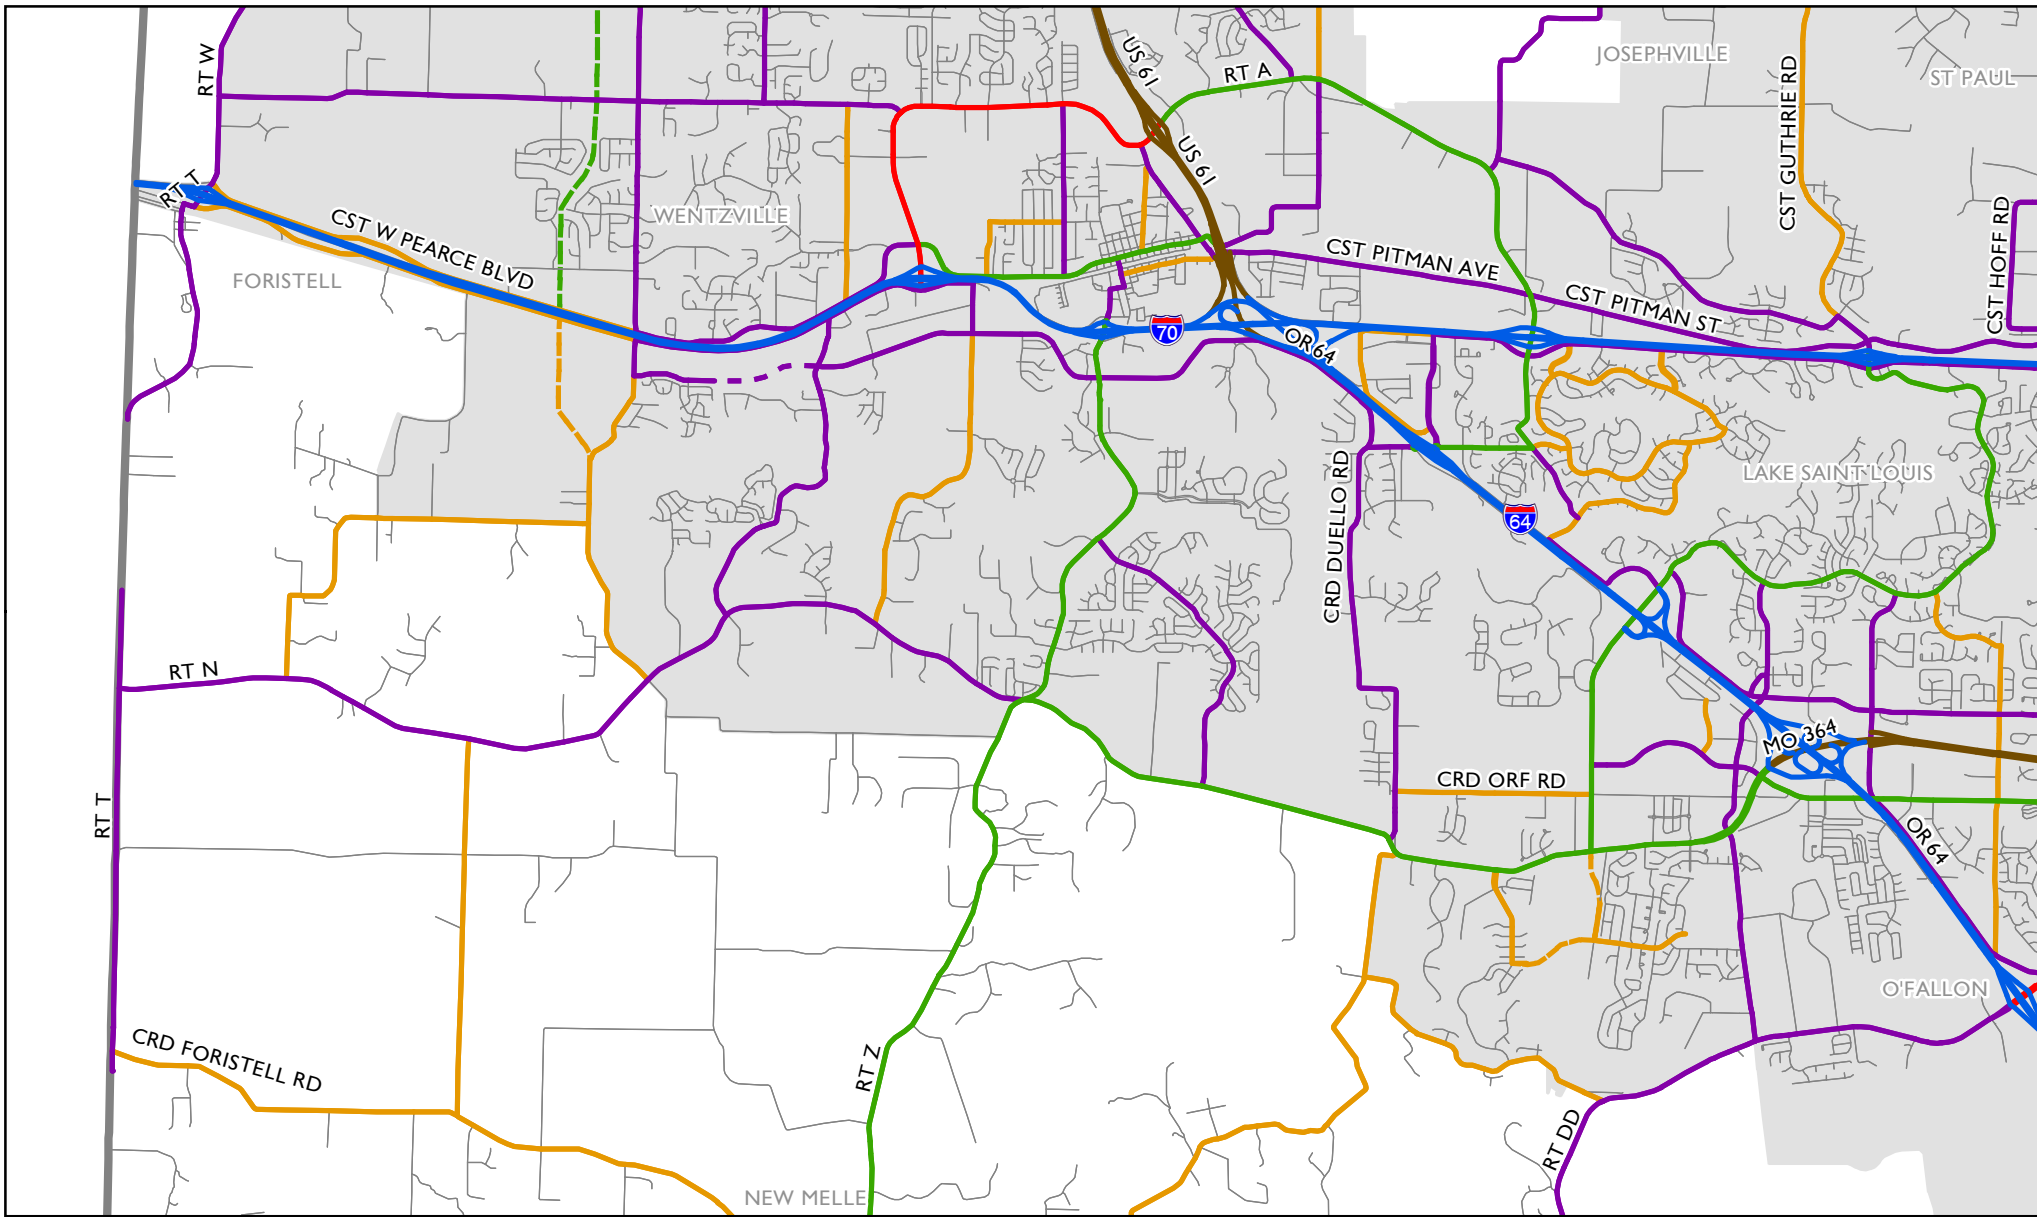 RT W
US 61
RT A
JOSEPHVILLE
ST PAUL
CST GUTHRIE RD
US 61
RT T
WENTZVILLE
CST W PEARCE BLVD
FORISTELL
CST PITMAN AVE
CST PITMAN ST
CST HOFF RD
70
OR 64
LAKE SAINT LOUIS
CRD DUELLO RD
64
RT N
MO 364
CRD ORF RD
RT T
OR 64
O'FALLON
CRD FORISTELL RD
RT Z
RT DD
NEW MELLE